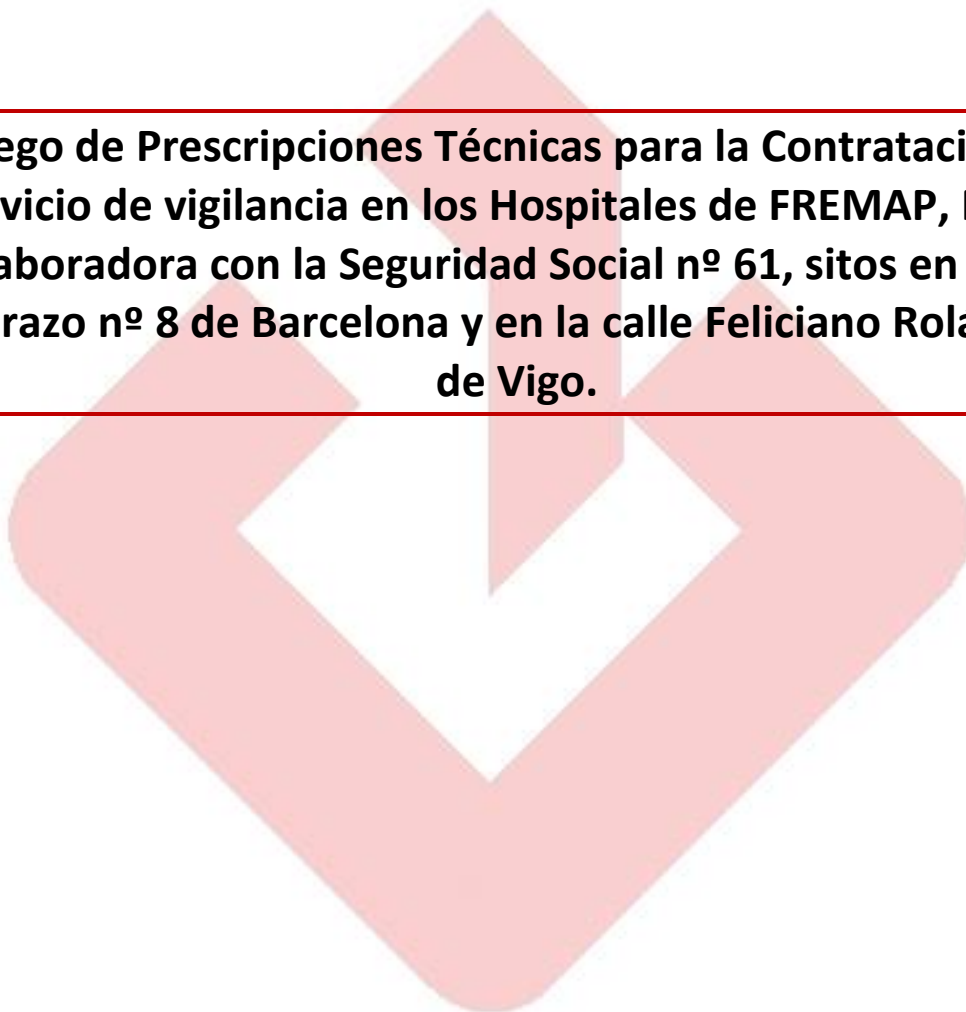 ego de Prescripciones Técnicas para la Contrataci
vicio de vigilancia en los Hospitales de FREMAP,
aboradora con la Seguridad Social nº 61, sitos en
razo nº 8 de Barcelona y en la calle Feliciano Rola
de Vigo.